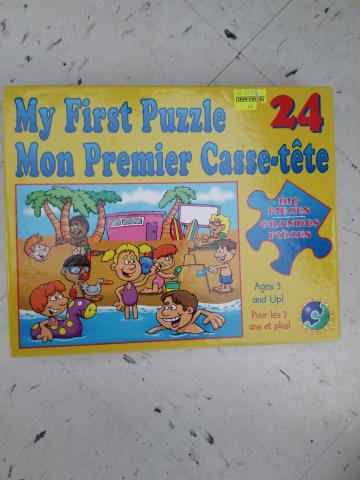 My First Puzzle
24
Mon Premier Casse-tête
BIG
PIECES
GRANDES
PIÈCES
Ages 3
and Up!
Pour les 3
ans et plus!